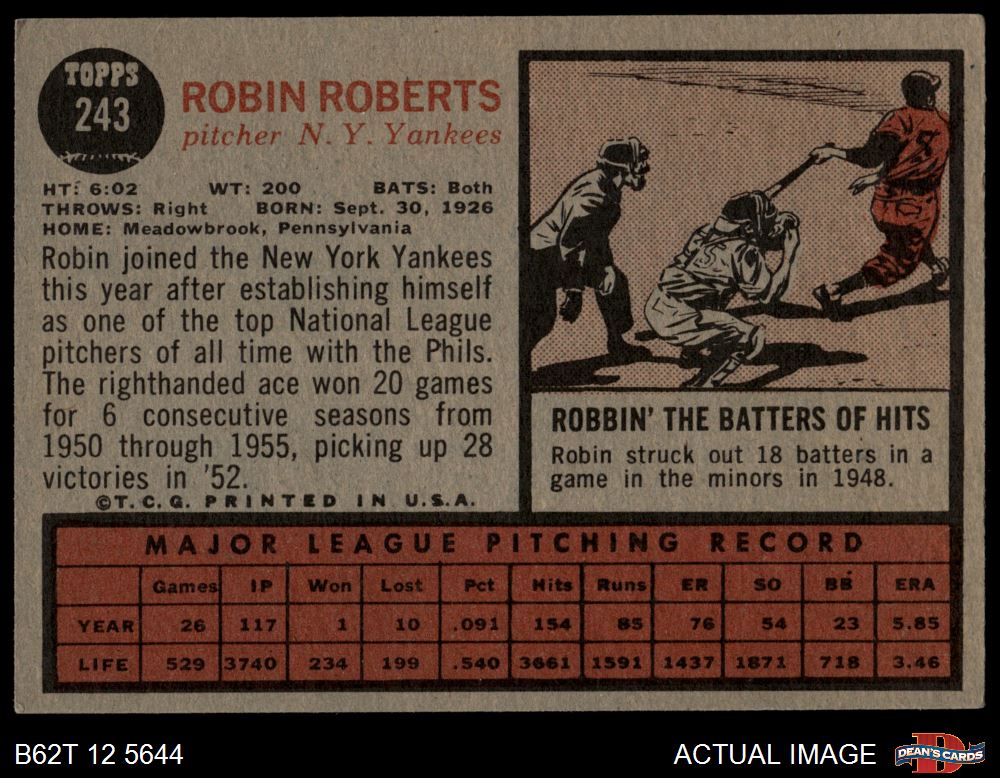 TOPPS
243
ROBIN ROBERTS
pitcher N. Y. Yankees
HT: 6:02 WT: 200 BATS: Both
THROWS: Right BORN: Sept. 30, 1926
HOME: Meadowbrook, Pennsylvania
Robin joined the New York Yankees
this year after establishing himself
as one of the top National League
pitchers of all time with the Phils.
The righthanded ace won 20 games
for 6 consecutive seasons from
1950 through 1955, picking up 28
victories in '52.
©T.C.G. PRINTED IN U.S.A.
ROBBIN' THE BATTERS OF HITS
Robin struck out 18 batters in a
game in the minors in 1948.
MAJOR LEAGUE PITCHING RECORD
Games IP Won Lost Pct Hits Runs ER SO BB ERA
YEAR 26 117 1 10 .091 154 85 76 54 23 5.85
LIFE 529 3740 234 199 .540 3661 1591 1437 1871 718 3.46
B62T 12 5644
ACTUAL IMAGE
DEAN'S CARDS